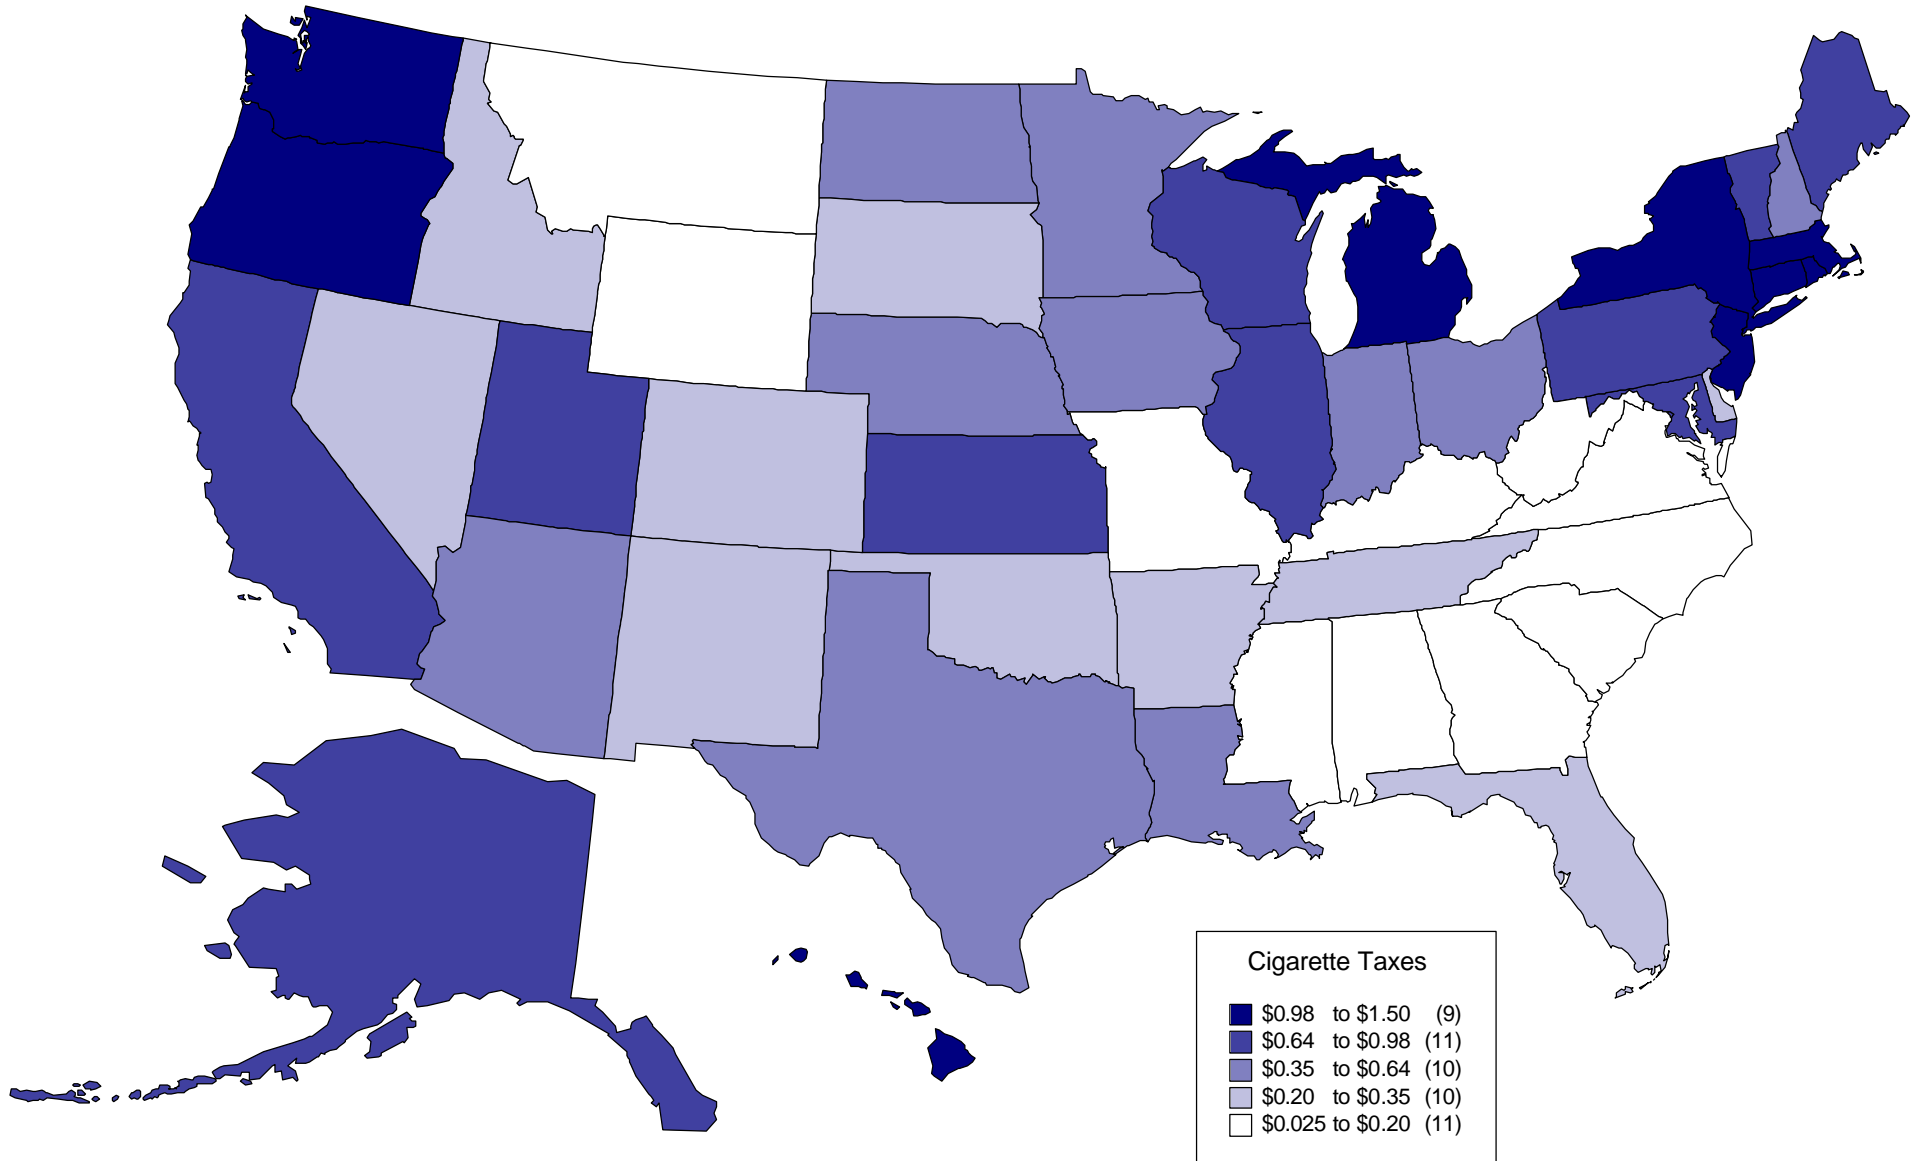 Cigarette Taxes
$0.98 to $1.50 (9)
$0.64 to $0.98 (11)
$0.35 to $0.64 (10)
$0.20 to $0.35 (10)
$0.025 to $0.20 (11)